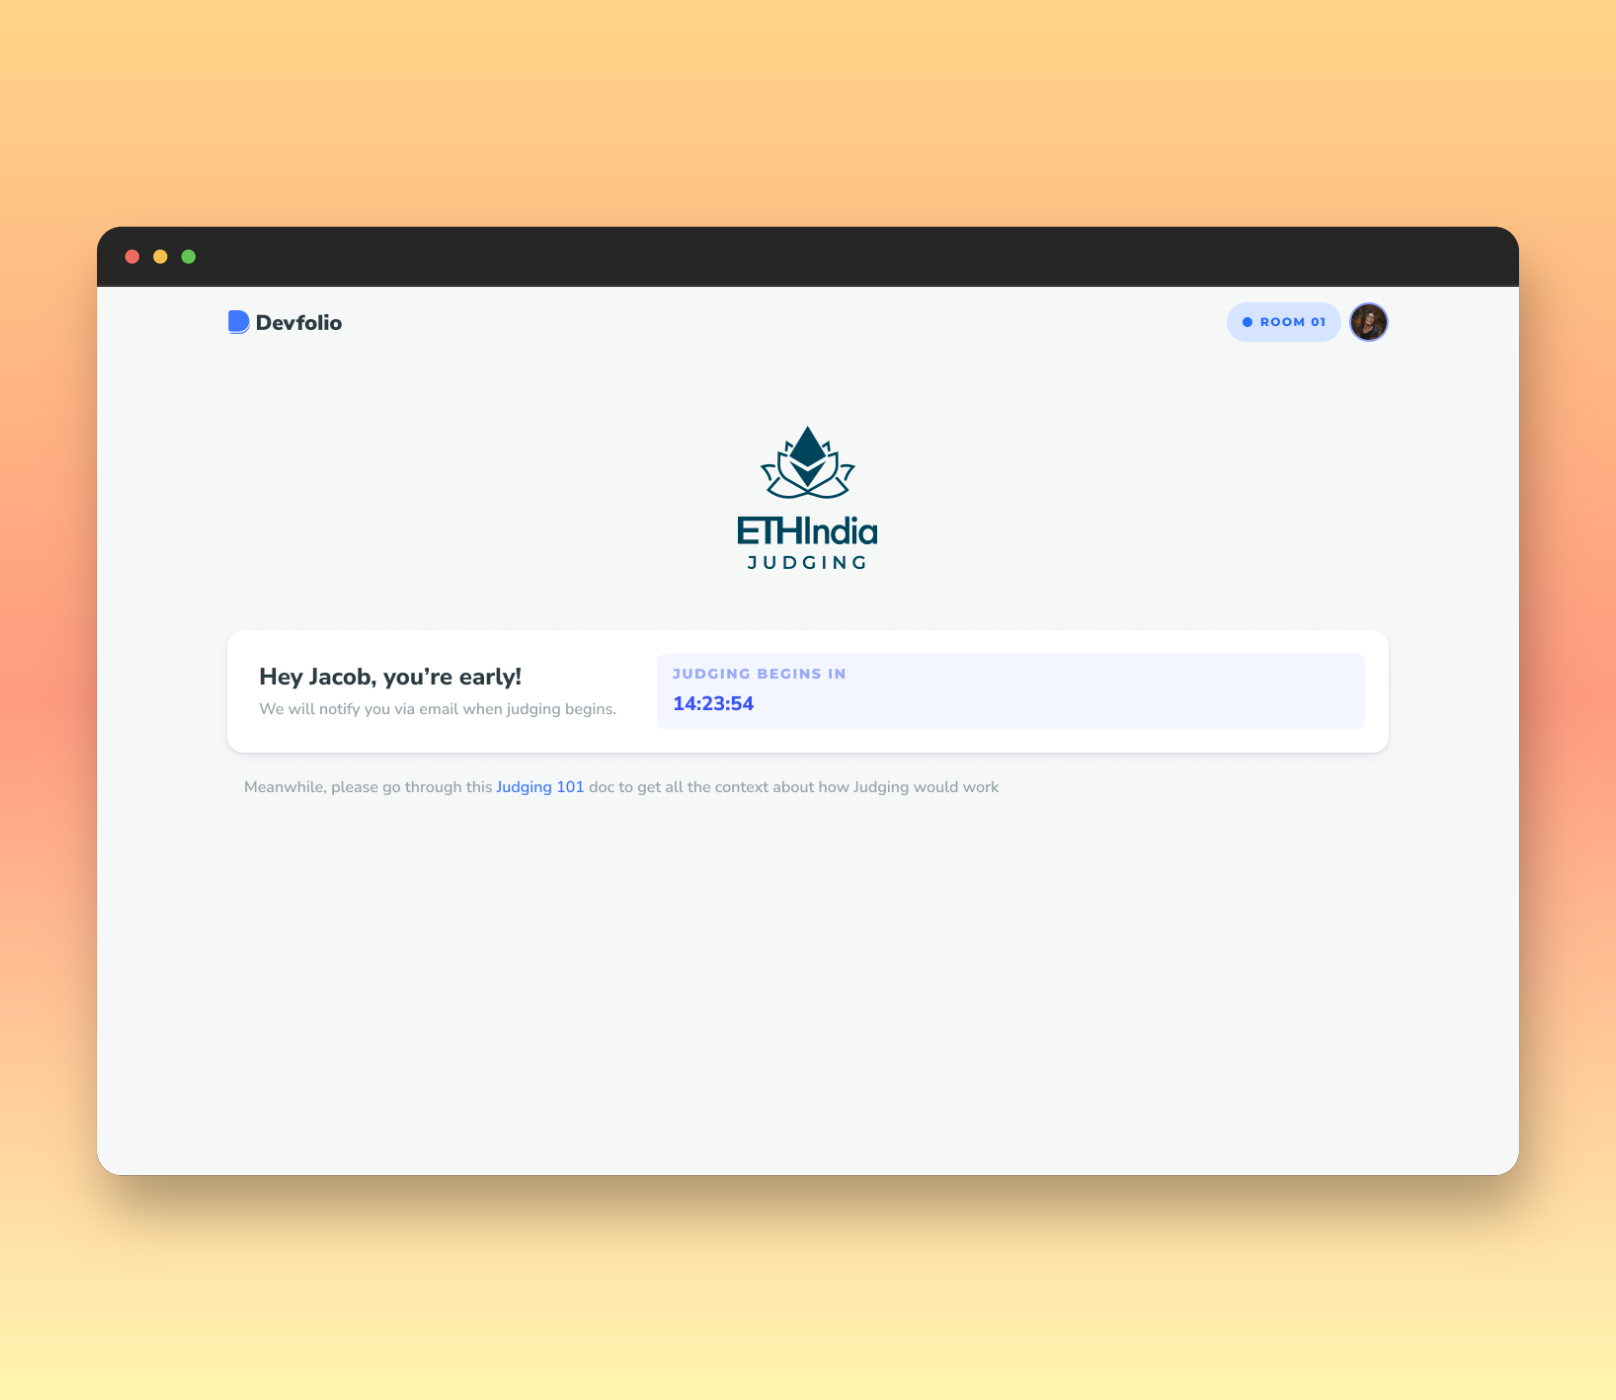 Devfolio
ROOM 01
ETHIndia
JUDGING
Hey Jacob, you’re early!
We will notify you via email when judging begins.
JUDGING BEGINS IN
14:23:54
Meanwhile, please go through this Judging 101 doc to get all the context about how Judging would work